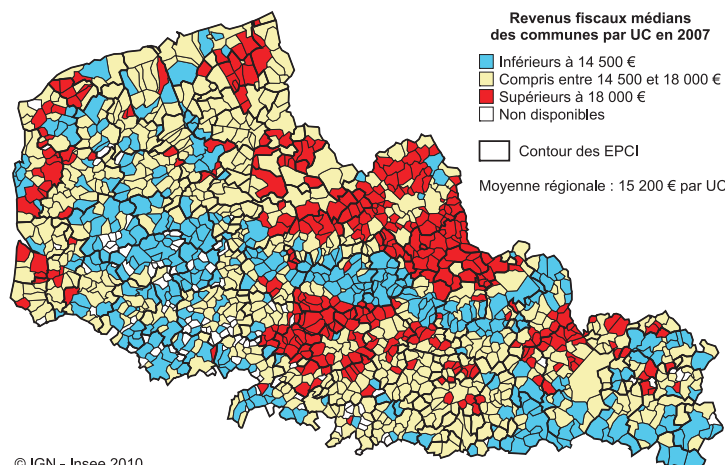 Revenus fiscaux médians
des communes par UC en 2007
Inférieurs à 14 500 €
Compris entre 14 500 et 18 000 €
Supérieurs à 18 000 €
Non disponibles
Contour des EPCI
Moyenne régionale : 15 200 € par UC
© IGN - Insee 2010